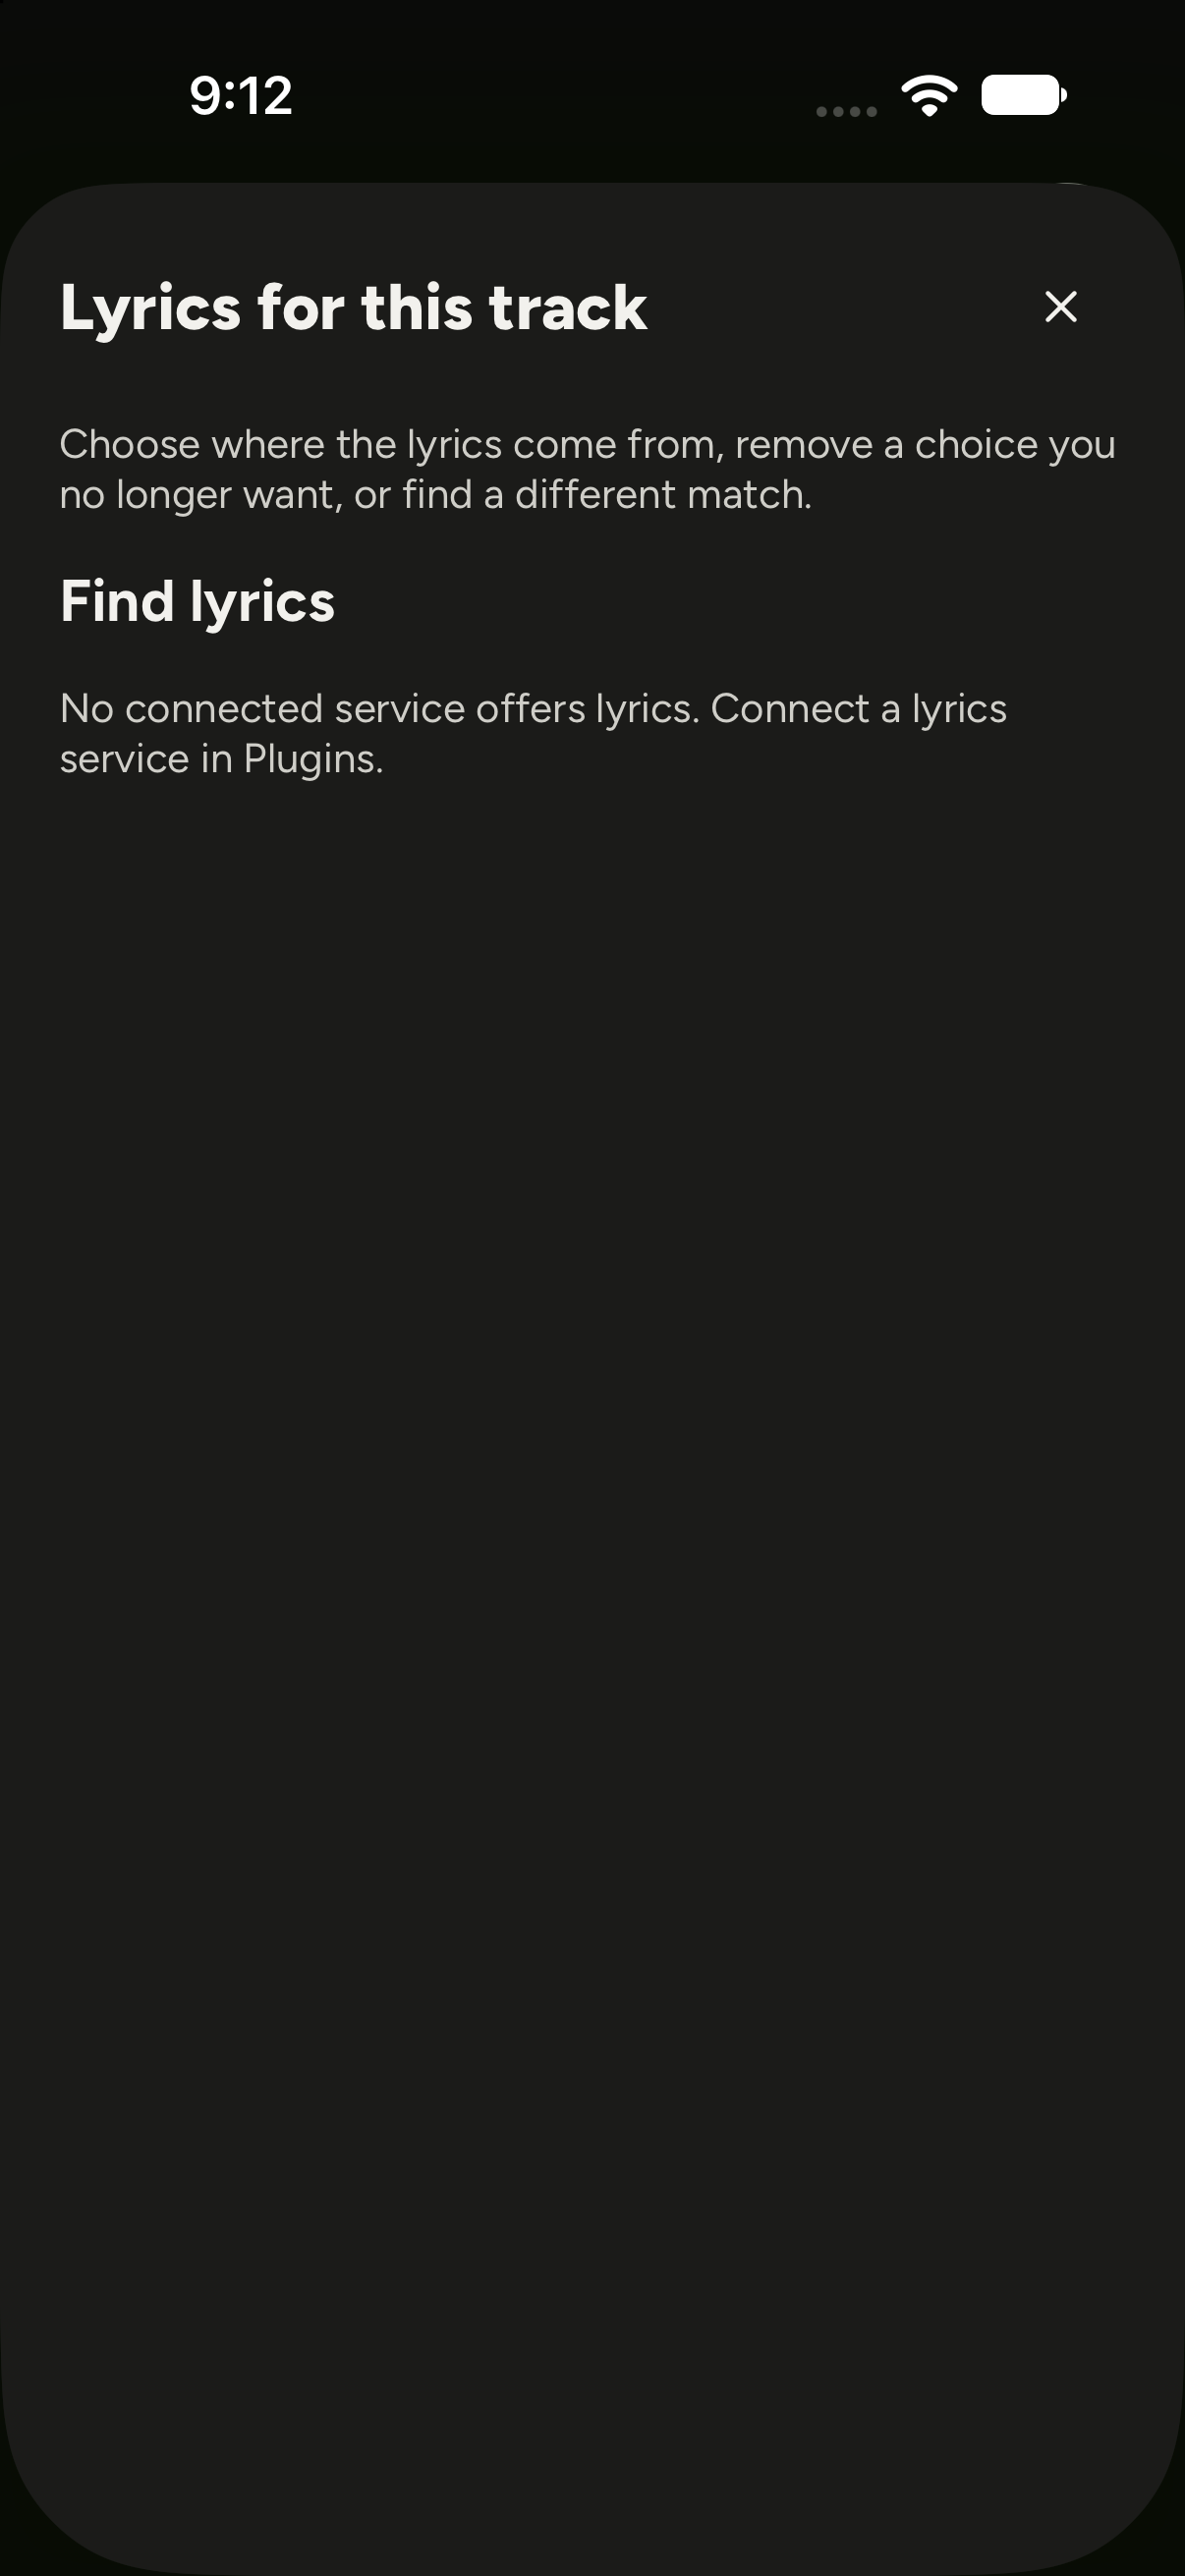 9:12
Lyrics for this track
Choose where the lyrics come from, remove a choice you
no longer want, or find a different match.
Find lyrics
No connected service offers lyrics. Connect a lyrics
service in Plugins.